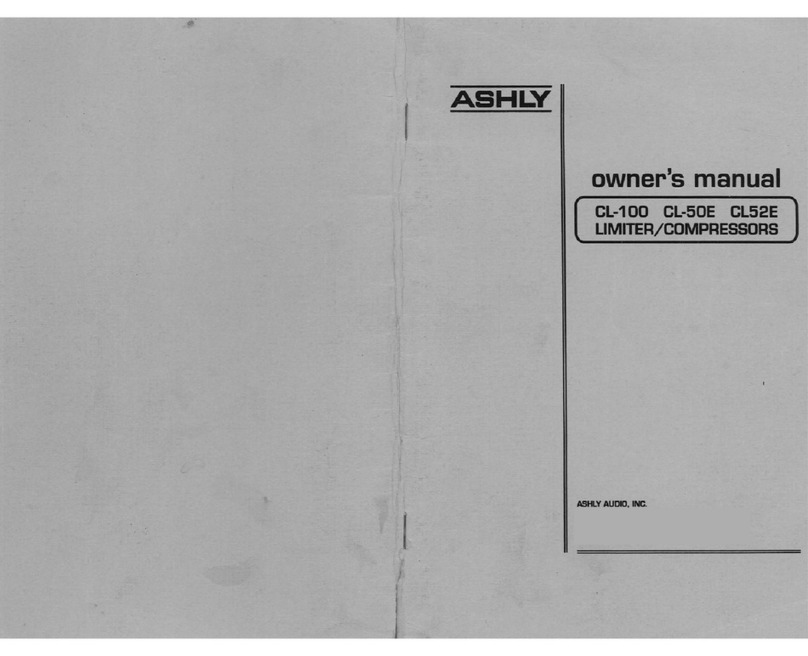 ASHLY
owner's manual
CL-100 CL-50E CL52E
LIMITER/COMPRESSORS
ASHLY AUDIO, INC.